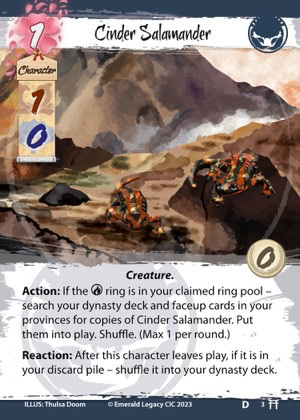 1
Cinder Salamander
Character
1
0
0
Creature.
Action: If the ring is in your claimed ring pool –
search your dynasty deck and faceup cards in your
provinces for copies of Cinder Salamander. Put
them into play. Shuffle. (Max 1 per round.)
Reaction: After this character leaves play, if it is in
your discard pile – shuffle it into your dynasty deck.
ILLUS: Thulsa Doom © Emerald Legacy CIC 2023 D 3